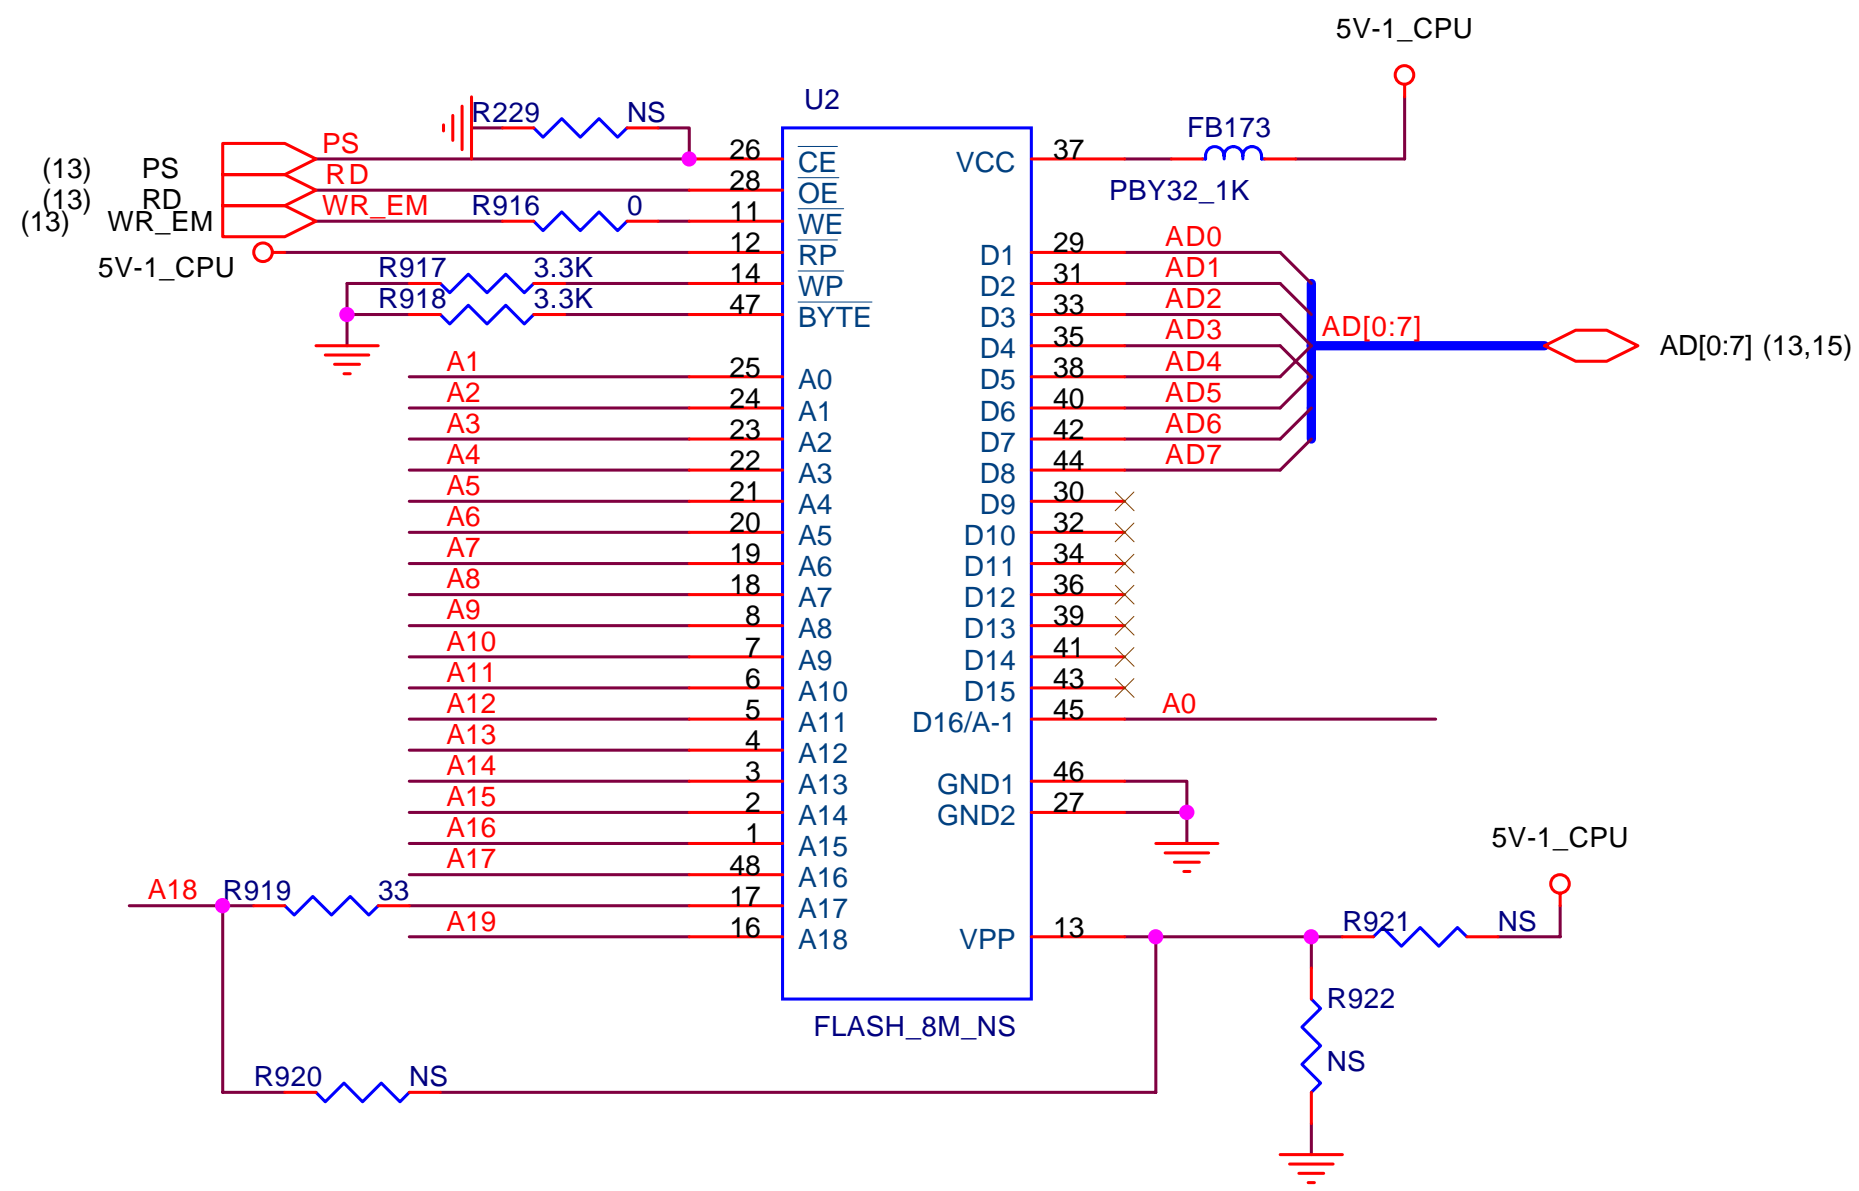 5V-1_CPU
U2
R229 NS
FB173
PS
(13) PS
26 CE VCC 37
RD
28 OE
PBY32_1K
(13) RD
WR_EM R916 0
11 WE
(13) WR_EM
12 RP
5V-1_CPU
D1 29 AD0
R917 3.3K 14 WP
D2 31 AD1
R918 3.3K 47 BYTE
D3 33 AD2
AD[0:7]
D4 35 AD3
AD[0:7] (13,15)
A1 25 A0 D5 38 AD4
A2 24 A1 D6 40 AD5
A3 23 A2 D7 42 AD6
A4 22 A3 D8 44 AD7
A5 21 A4 D9 30
A6 20 A5 D10 32
A7 19 A6 D11 34
A8 18 A7 D12 36
A9 8 A8 D13 39
A10 7 A9 D14 41
A11 6 A10 D15 43
A12 5 A11 D16/A-1 45 A0
A13 4 A12
A14 3 A13 GND1 46
A15 2 A14 GND2 27
A16 1 A15
5V-1_CPU
A17 48 A16
A18 R919 33 17 A17
A19 16 A18 VPP 13 R921 NS
R922
FLASH_8M_NS
NS
R920 NS